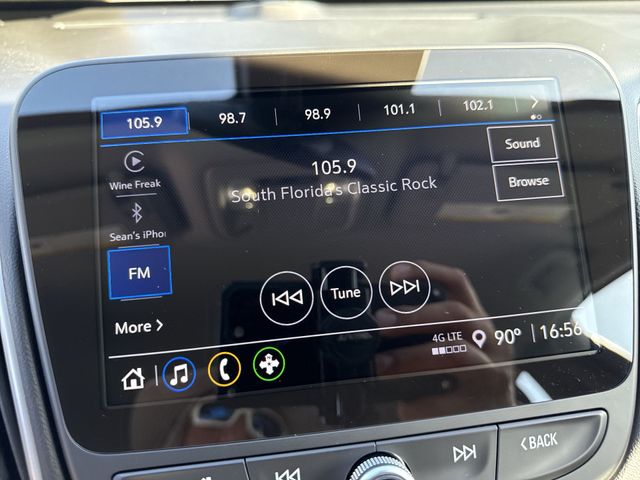 105.9 98.7 98.9 101.1 102.1
Sound
Wine Freak
105.9
South Florida's Classic Rock
Browse
Sean's iPho
FM
Tune
More
4G LTE 90° 16:56
BACK